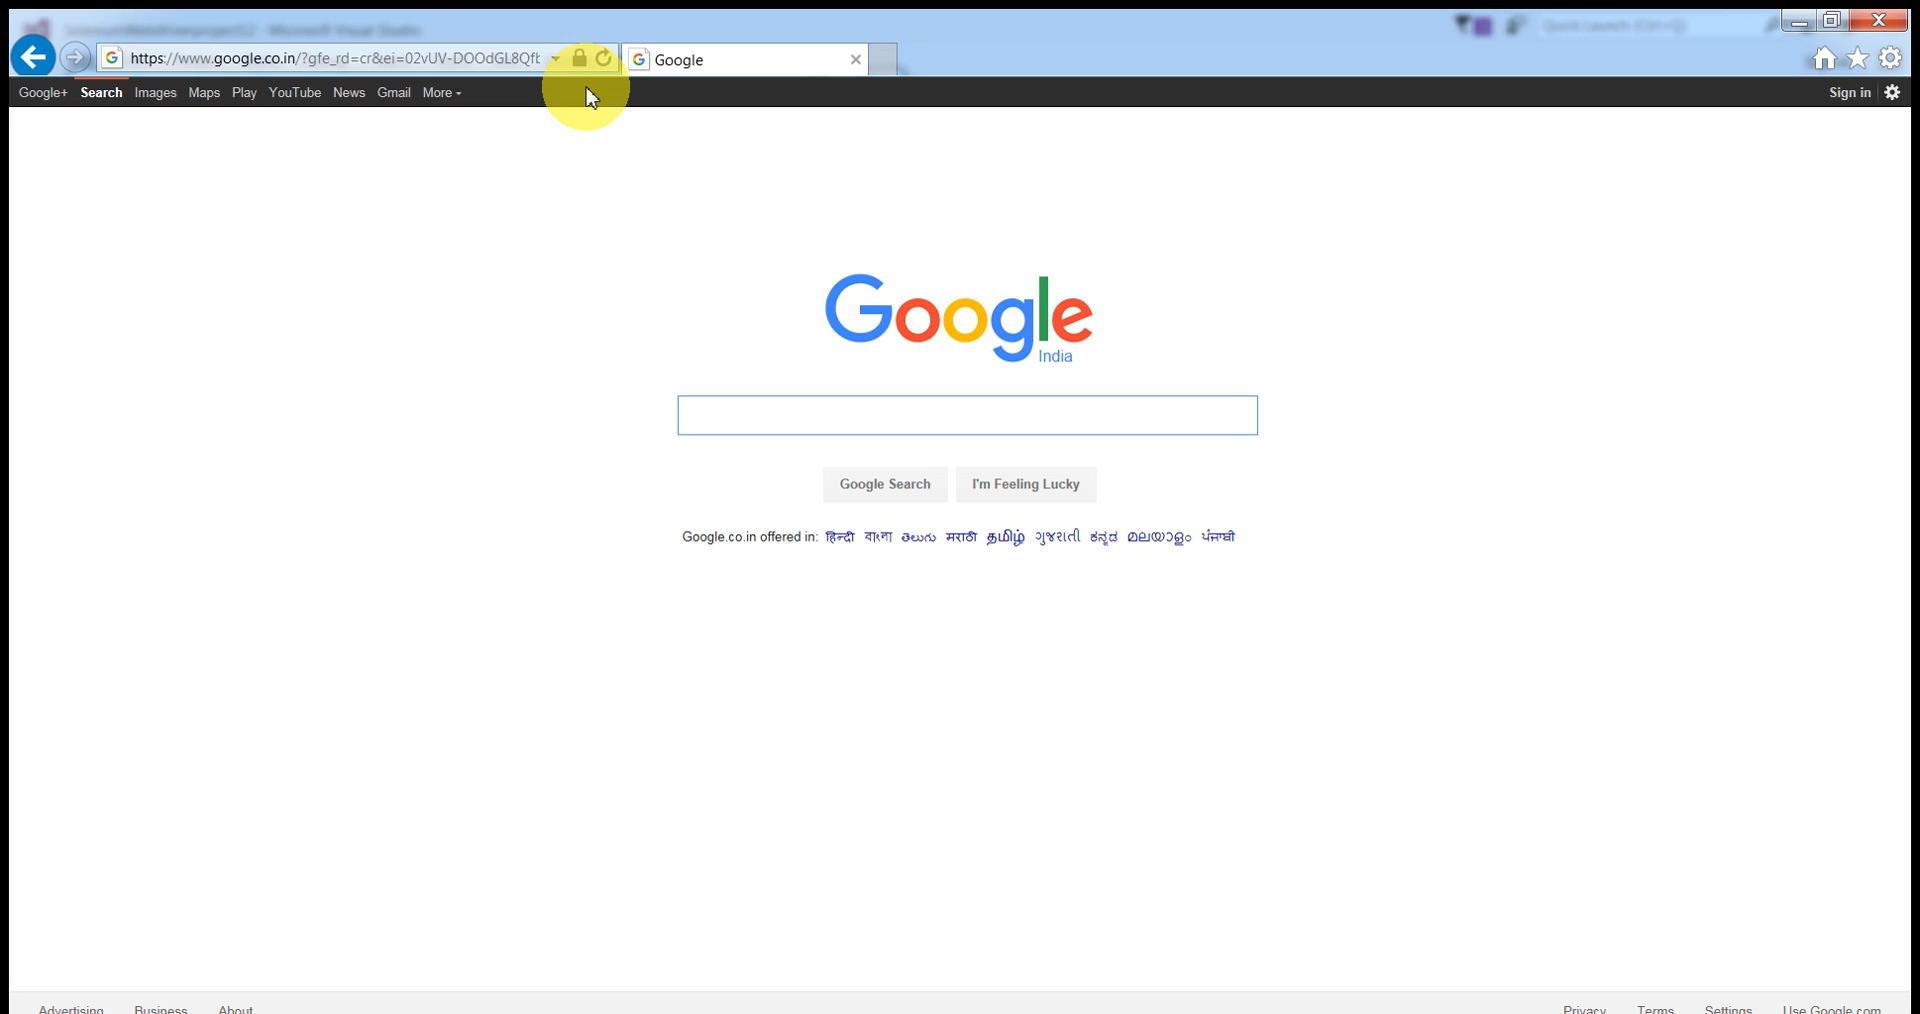 https://www.google.co.in/?gfe_rd=cr&ei=02vUV-DOOdGL8Qft
Google
Google+ Search Images Maps Play YouTube News Gmail More
Sign in
Google
India
Google Search I'm Feeling Lucky
Google.co.in offered in: हिन्दी বাংলা తెలుగు मराठी தமிழ் ગુજરાતી ಕನ್ನಡ മലയാളം ਪੰਜਾਬੀ
Advertising Business About Privacy Terms Settings Use Google.com